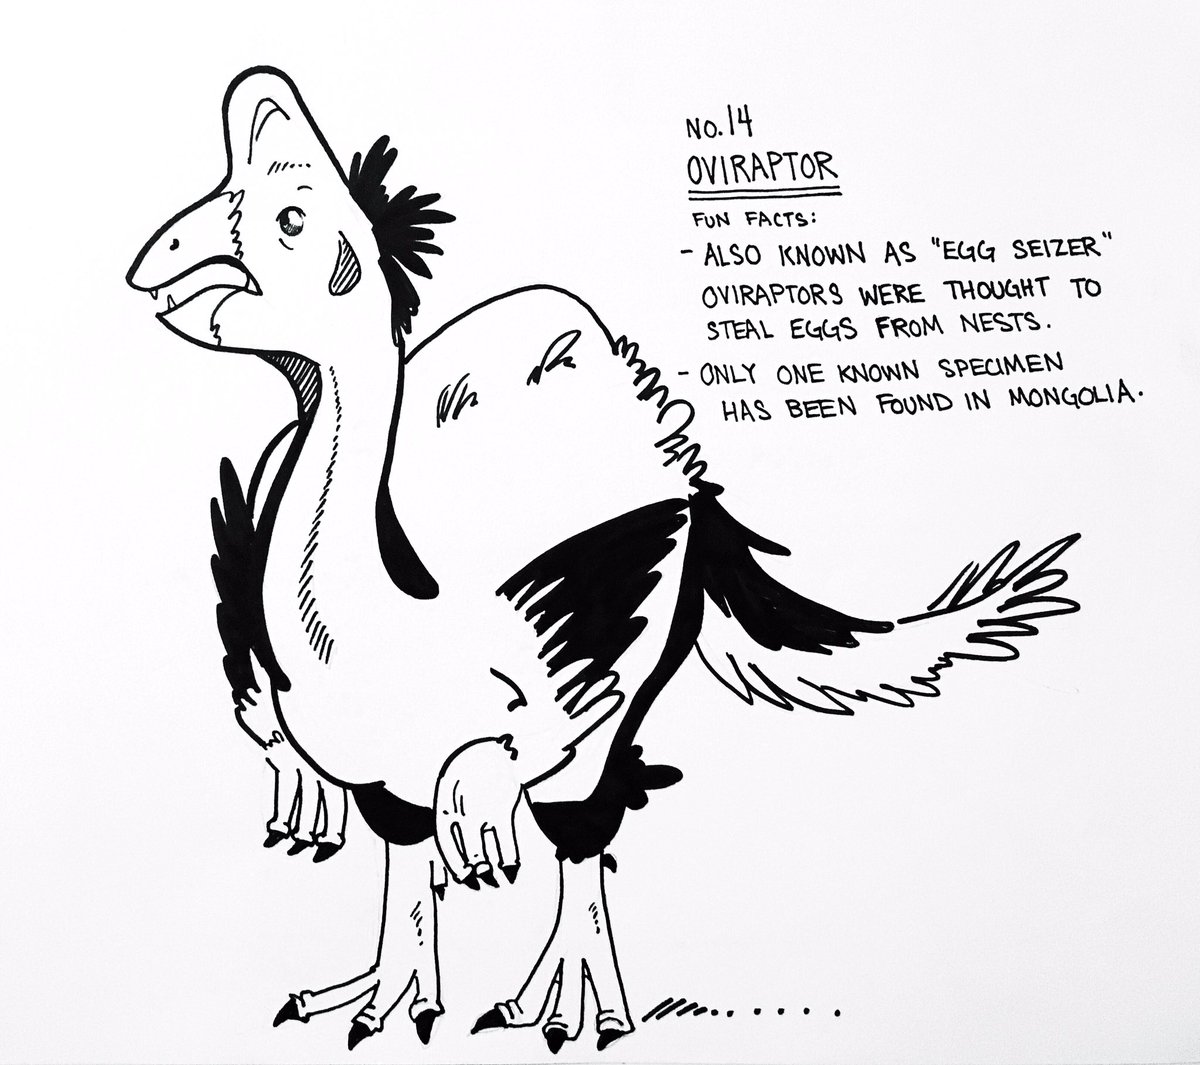 NO. 14
OVIRAPTOR
FUN FACTS:
- ALSO KNOWN AS "EGG SEIZER"
OVIRAPTORS WERE THOUGHT TO
STEAL EGGS FROM NESTS.
- ONLY ONE KNOWN SPECIMEN
HAS BEEN FOUND IN MONGOLIA.